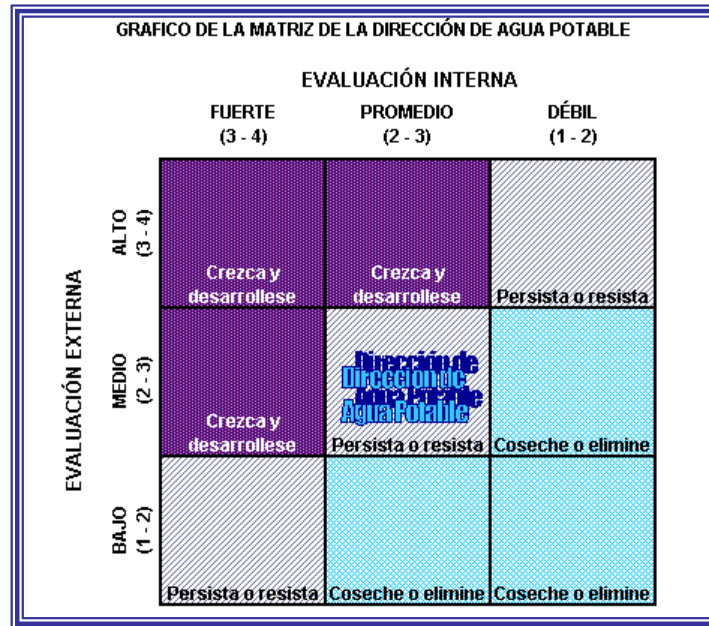 GRAFICO DE LA MATRIZ DE LA DIRECCIÓN DE AGUA POTABLE
EVALUACIÓN INTERNA
FUERTE
(3 - 4)
PROMEDIO
(2 - 3)
DÉBIL
(1 - 2)
EVALUACIÓN EXTERNA
ALTO
(3 - 4)
Crezca y
desarrollese
Crezca y
desarrollese
Persista o resista
MEDIO
(2 - 3)
Crezca y
desarrollese
Dirección de
Agua Potable
Persista o resista
Coseche o elimine
BAJO
(1 - 2)
Persista o resista
Coseche o elimine
Coseche o elimine